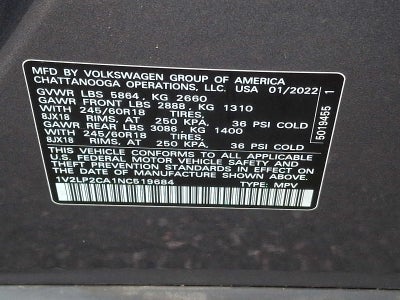 MFD. BY VOLKSWAGEN GROUP OF AMERICA
CHATTANOOGA OPERATIONS, LLC. USA 01/2022
GVWR LBS 5864, KG 2660
GAWR FRONT LBS 2888, KG 1310
WITH 245/60R18 TIRES,
8JX18 RIMS, AT 250 KPA. 36 PSI COLD
GAWR REAR LBS 3086, KG 1400
WITH 245/60R18 TIRES,
8JX18 RIMS, AT 250 KPA. 36 PSI COLD
THIS VEHICLE CONFORMS TO ALL APPLICABLE
U.S. FEDERAL MOTOR VEHICLE SAFETY AND
THEFT PREVENTION STANDARDS IN EFFECT ON
THE DATE OF MANUFACTURE SHOWN ABOVE.
1V2LP2CA1NC519684 TYPE: MPV
5019455 1